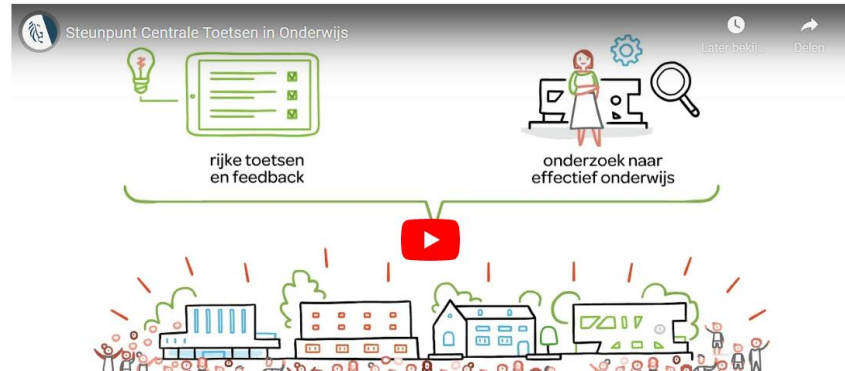 Steunpunt Centrale Toetsen in Onderwijs
Later bekij...
Delen
rijke toetsen
en feedback
onderzoek naar
effectief onderwijs